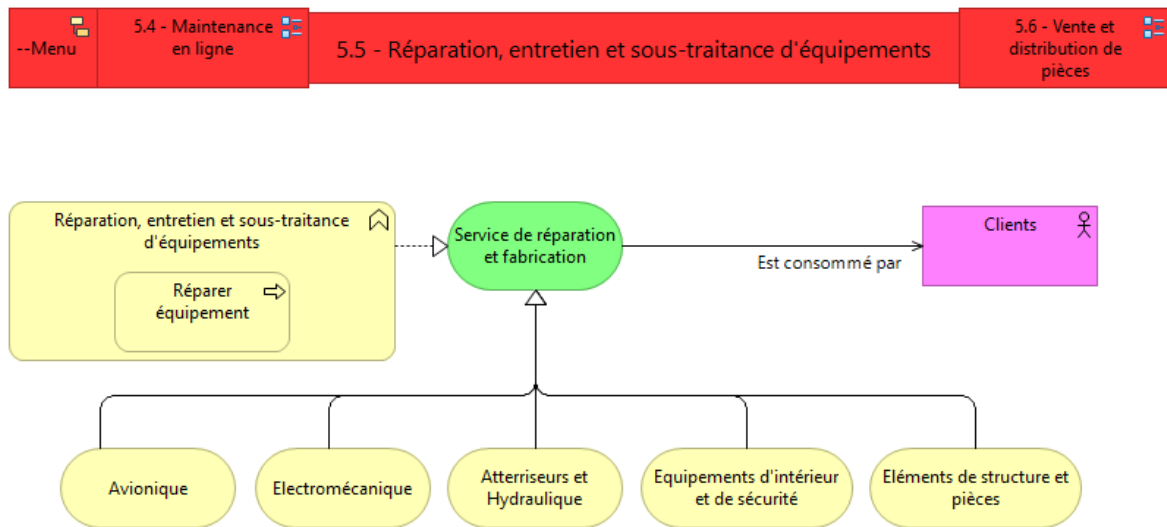 --Menu
5.4 - Maintenance
en ligne
5.5 - Réparation, entretien et sous-traitance d'équipements
5.6 - Vente et
distribution de
pièces
Réparation, entretien et sous-traitance
d'équipements
Réparer
équipement
Service de réparation
et fabrication
Est consommé par
Clients
Avionique
Electromécanique
Atterriseurs et
Hydraulique
Equipements d'intérieur
et de sécurité
Eléments de structure et
pièces